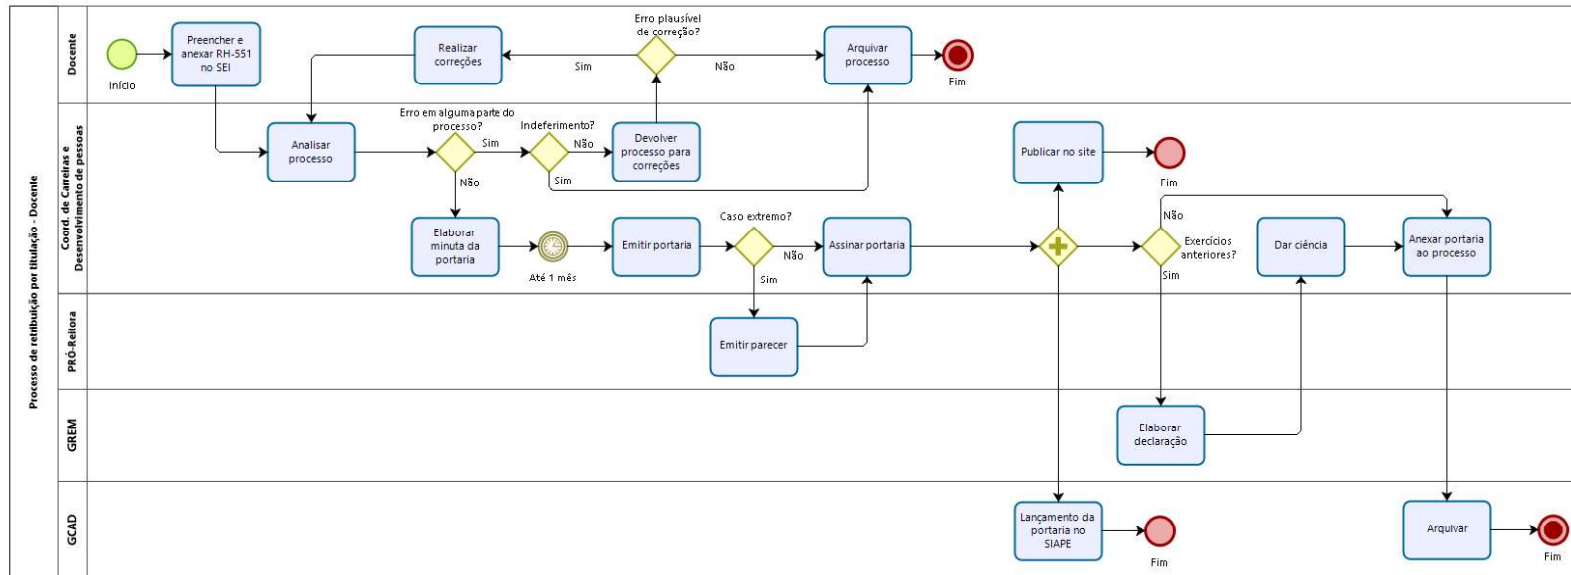 Processo de retribuição por titulação - Docente
Docente
Início
Preencher e
anexar RH-551
no SEI
Realizar
correções
Erro plausível
de correção?
Sim
Não
Arquivar
processo
Fim
Coord. de Carreiras e
Desenvolvimento de pessoas
Analisar
processo
Erro em alguma parte do
processo?
Sim
Não
Indeferimento?
Não
Sim
Devolver
processo para
correções
Elaborar
minuta da
portaria
Até 1 mês
Emitir portaria
Caso extremo?
Não
Sim
Assinar portaria
Publicar no site
Fim
Não
Exercícios
anteriores?
Sim
Dar ciência
Anexar portaria
ao processo
PRÓ-Reitora
Emitir parecer
GREM
Elaborar
declaração
GCAD
Lançamento da
portaria no
SIAPE
Fim
Arquivar
Fim